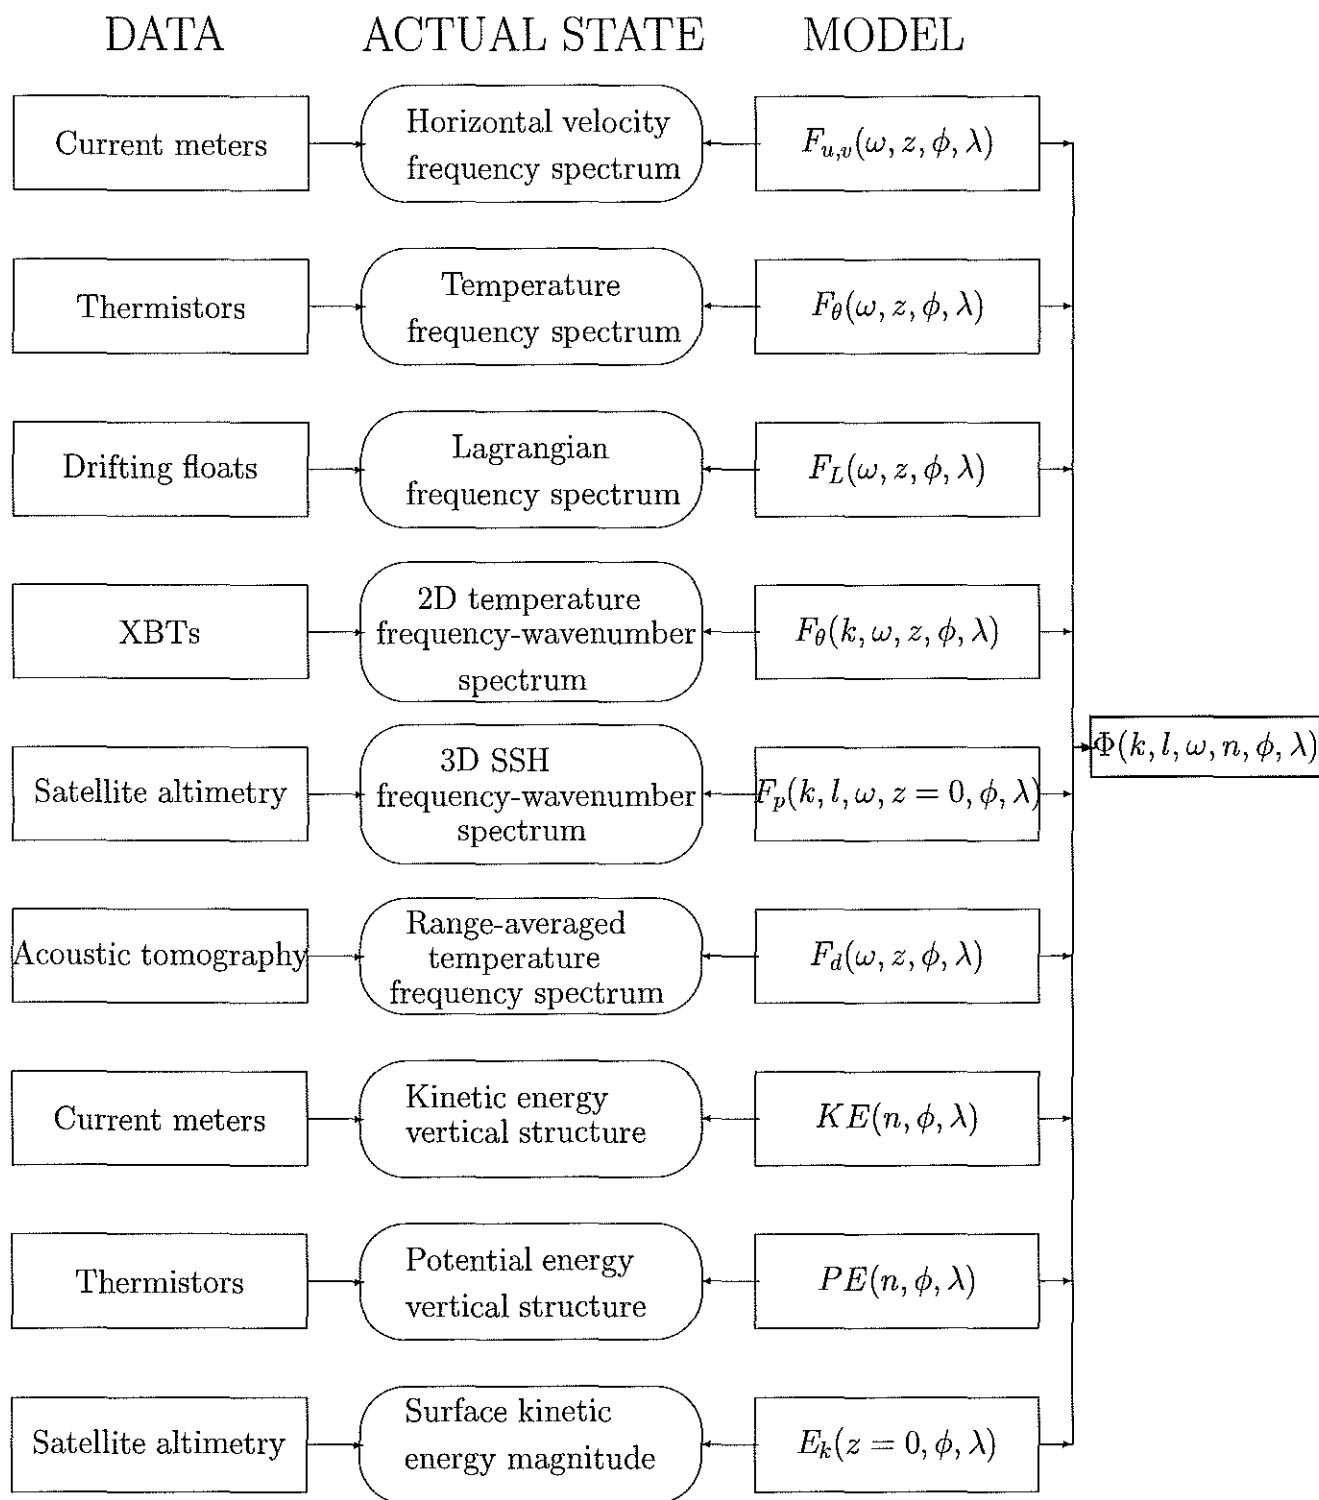 DATA ACTUAL STATE MODEL
Current meters
Horizontal velocity
frequency spectrum
F_{u,v}(ω, z, ϕ, λ)
Thermistors
Temperature
frequency spectrum
F_θ(ω, z, ϕ, λ)
Drifting floats
Lagrangian
frequency spectrum
F_L(ω, z, ϕ, λ)
XBTs
2D temperature
frequency-wavenumber
spectrum
F_θ(k, ω, z, ϕ, λ)
Satellite altimetry
3D SSH
frequency-wavenumber
spectrum
F_p(k, l, ω, z = 0, ϕ, λ)
Φ(k, l, ω, n, ϕ, λ)
Acoustic tomography
Range-averaged
temperature
frequency spectrum
F_d(ω, z, ϕ, λ)
Current meters
Kinetic energy
vertical structure
KE(n, ϕ, λ)
Thermistors
Potential energy
vertical structure
PE(n, ϕ, λ)
Satellite altimetry
Surface kinetic
energy magnitude
E_k(z = 0, ϕ, λ)